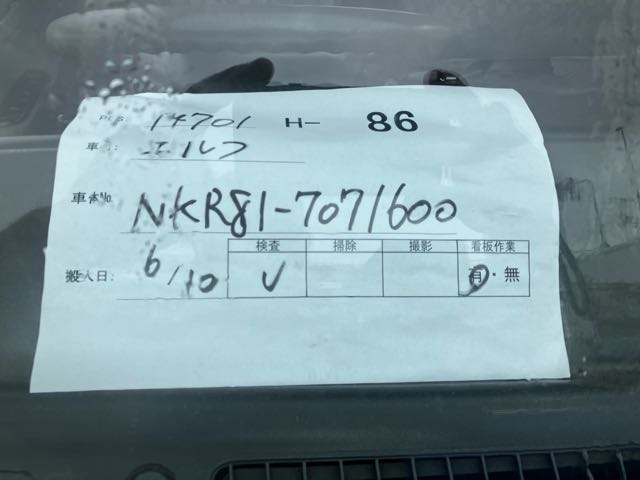 14701 H- 86
車 : エルフ
車体No. NKR81-7071600
検査 掃除 撮影 看板作業
搬入日: 6/10 V 有・無